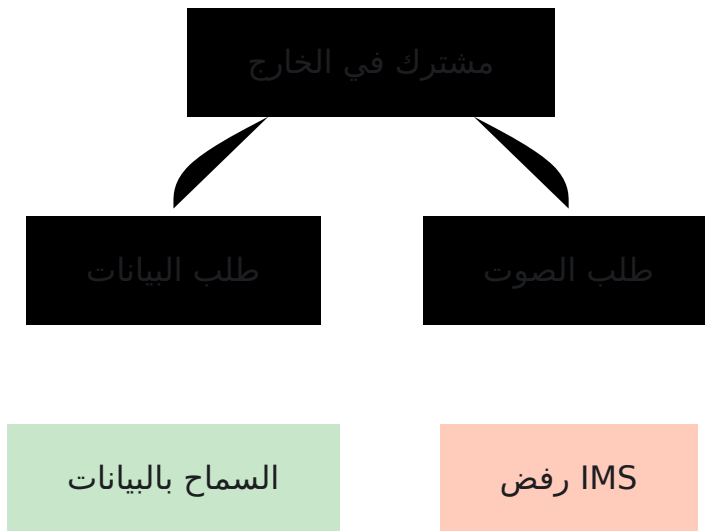 مشترك في الخارج
طلب البيانات
طلب الصوت
السماح بالبيانات
رفض IMS